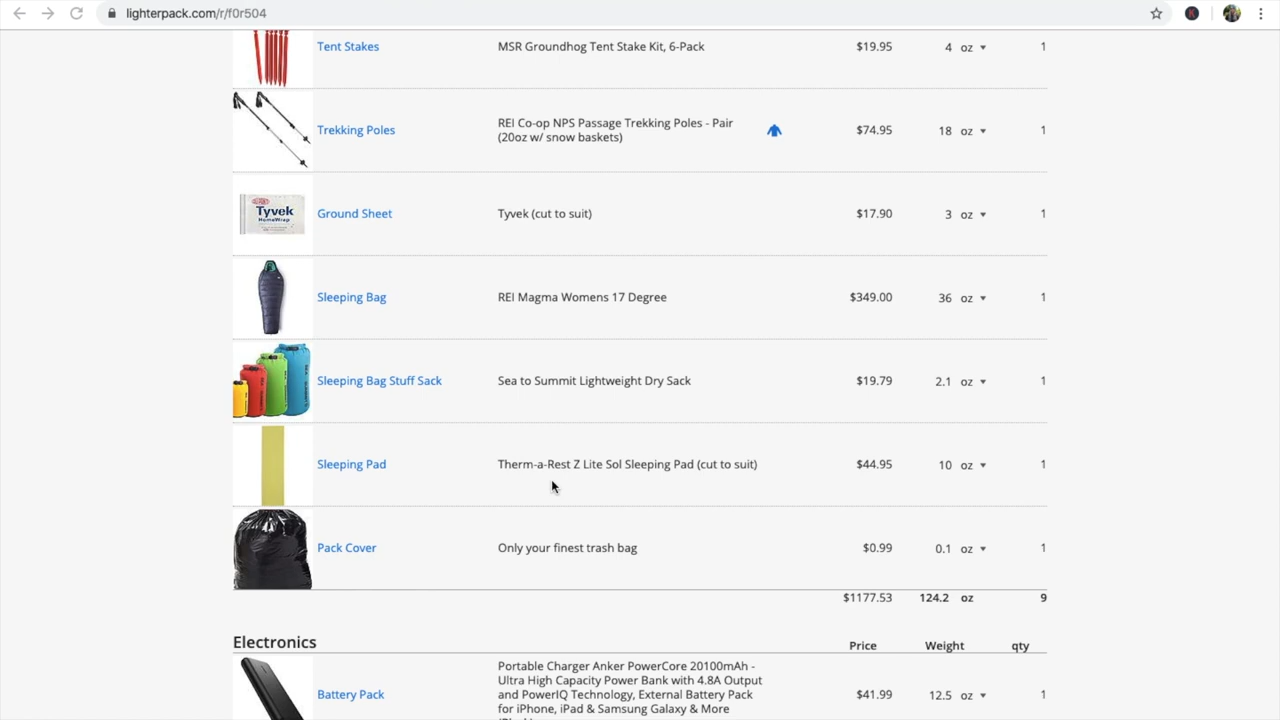 lighterpack.com/r/f0r504
K
Tent Stakes MSR Groundhog Tent Stake Kit, 6-Pack $19.95 4 oz 1
Trekking Poles REI Co-op NPS Passage Trekking Poles - Pair (20oz w/ snow baskets) $74.95 18 oz 1
Tyvek
HomeWrap
Ground Sheet Tyvek (cut to suit) $17.90 3 oz 1
Sleeping Bag REI Magma Womens 17 Degree $349.00 36 oz 1
Sleeping Bag Stuff Sack Sea to Summit Lightweight Dry Sack $19.79 2.1 oz 1
Sleeping Pad Therm-a-Rest Z Lite Sol Sleeping Pad (cut to suit) $44.95 10 oz 1
Pack Cover Only your finest trash bag $0.99 0.1 oz 1
$1177.53 124.2 oz 9
Electronics Price Weight qty
Battery Pack Portable Charger Anker PowerCore 20100mAh -
Ultra High Capacity Power Bank with 4.8A Output
and PowerIQ Technology, External Battery Pack
for iPhone, iPad & Samsung Galaxy & More
$41.99 12.5 oz 1